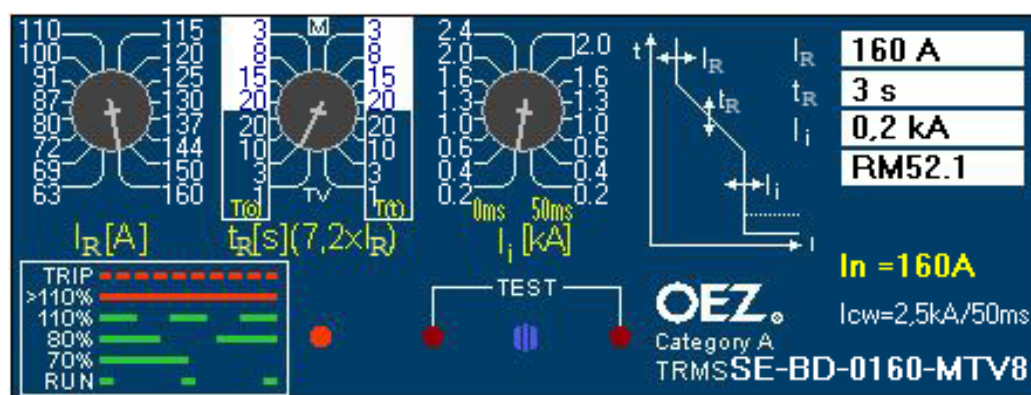 110 115 3 M 3 2.4 2.0 t IR IR 160 A
100 120 8 8 2.0 1.6
91 125 15 15 1.6 1.3 tR tR 3 s
87 130 20 20 1.3 1.0
80 137 20 20 1.0 0.6 Ii 0,2 kA
72 144 10 10 0.6 0.4
69 150 3 3 0.4 0.2 Ii RM52.1
63 160 1 TV 1 0.2
T(o) T(t) 0ms 50ms
IR[A] tR[s](7,2xIR) Ii [kA] I
In =160A
Icw=2,5kA/50ms
TRIP
>110%
110%
80%
70%
RUN
TEST
OEZ
Category A
TRMS SE-BD-0160-MTV8